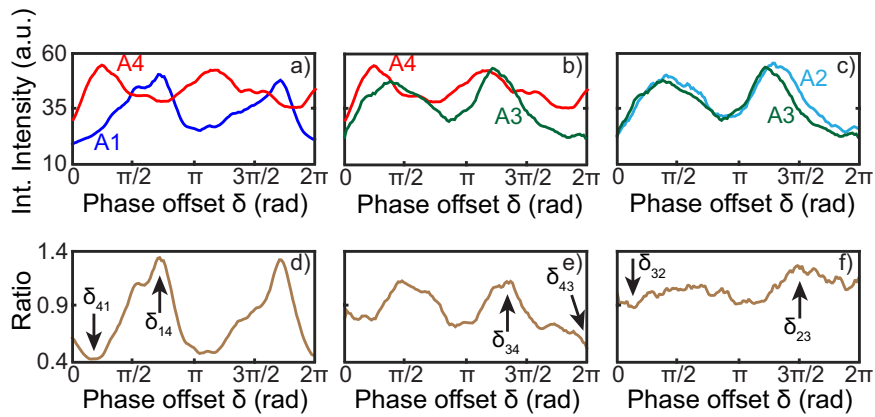 Int. Intensity (a.u.)
60
35
10
A4
A1
a)
0 π/2 π 3π/2 2π
Phase offset δ (rad)
A4
A3
b)
0 π/2 π 3π/2 2π
Phase offset δ (rad)
A2
A3
c)
0 π/2 π 3π/2 2π
Phase offset δ (rad)
Ratio
1.4
0.9
0.4
δ41
δ14
d)
0 π/2 π 3π/2 2π
Phase offset δ (rad)
e)
δ43
δ34
0 π/2 π 3π/2 2π
Phase offset δ (rad)
δ32
f)
δ23
0 π/2 π 3π/2 2π
Phase offset δ (rad)